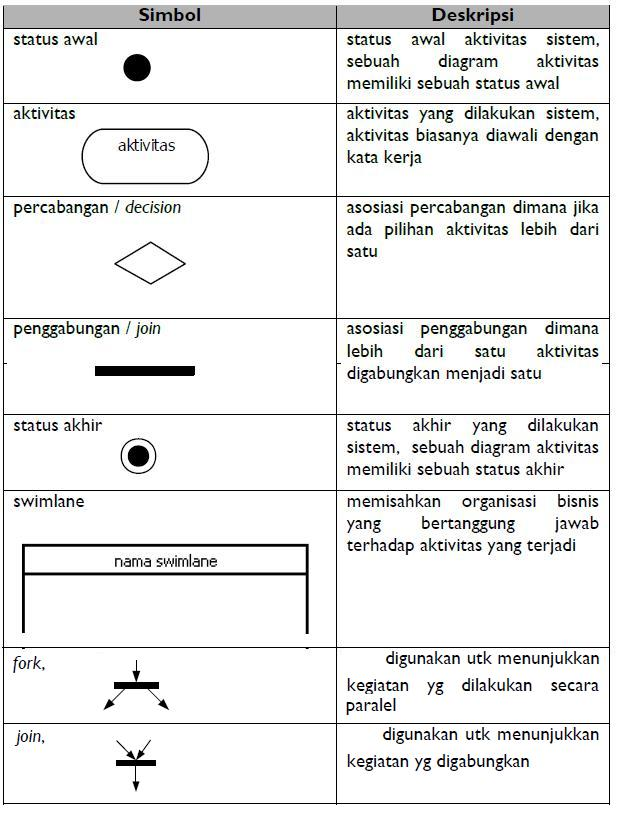 Simbol Deskripsi
status awal
status awal aktivitas sistem,
sebuah diagram aktivitas
memiliki sebuah status awal
aktivitas
aktivitas
aktivitas yang dilakukan sistem,
aktivitas biasanya diawali dengan
kata kerja
percabangan / decision
asosiasi percabangan dimana jika
ada pilihan aktivitas lebih dari
satu
penggabungan / join
asosiasi penggabungan dimana
lebih dari satu aktivitas
digabungkan menjadi satu
status akhir
status akhir yang dilakukan
sistem, sebuah diagram aktivitas
memiliki sebuah status akhir
swimlane
nama swimlane
memisahkan organisasi bisnis
yang bertanggung jawab
terhadap aktivitas yang terjadi
fork,
digunakan utk menunjukkan
kegiatan yg dilakukan secara
paralel
join,
digunakan utk menunjukkan
kegiatan yg digabungkan